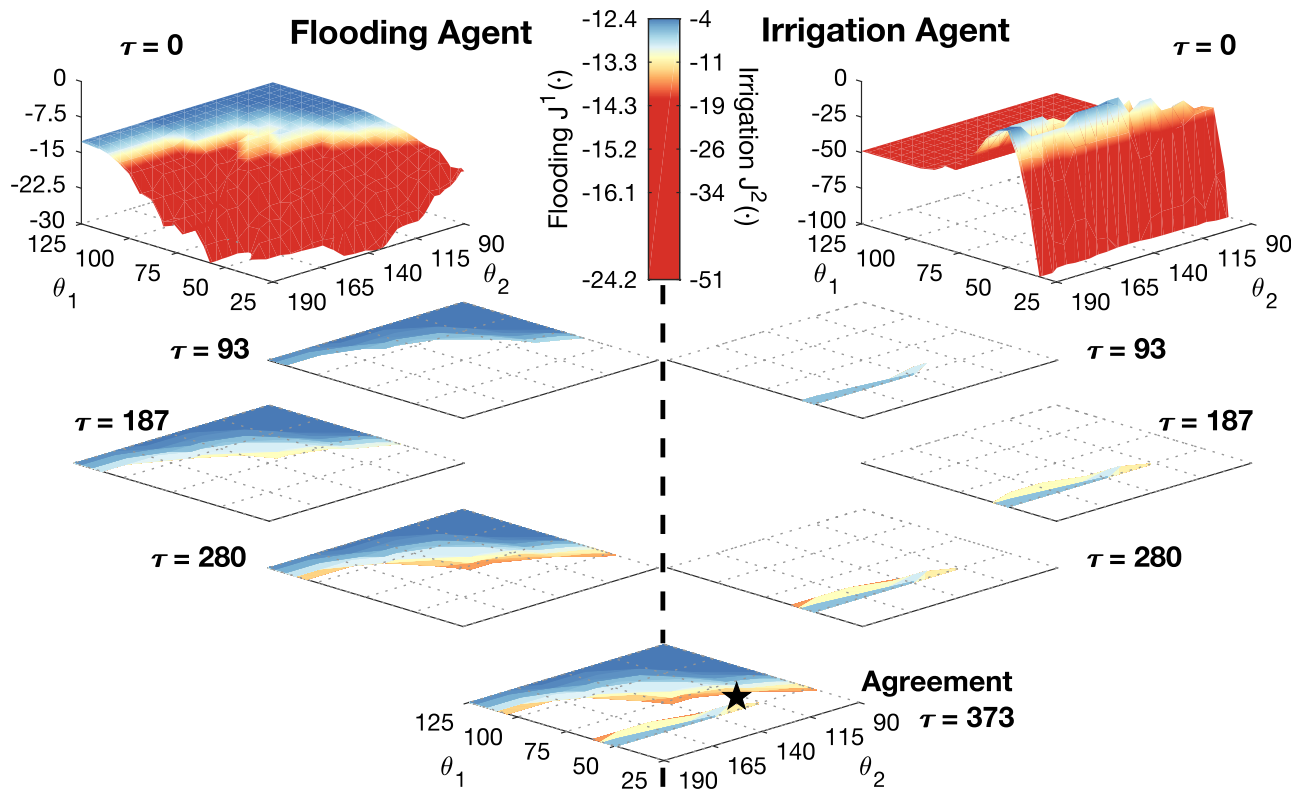 Flooding Agent
Irrigation Agent
τ = 0
τ = 0
0
-7.5
-15
-22.5
-30
125
100
75
50
25
θ1
190
165
140
115
90
θ2
-12.4
-13.3
-14.3
-15.2
-16.1
-24.2
Flooding J1(·)
-4
-11
-19
-26
-34
-51
Irrigation J2(·)
0
-25
-50
-75
-100
125
100
75
50
25
θ1
190
165
140
115
90
θ2
τ = 93
τ = 93
τ = 187
τ = 187
τ = 280
τ = 280
Agreement
τ = 373
125
100
75
50
25
θ1
190
165
140
115
90
θ2